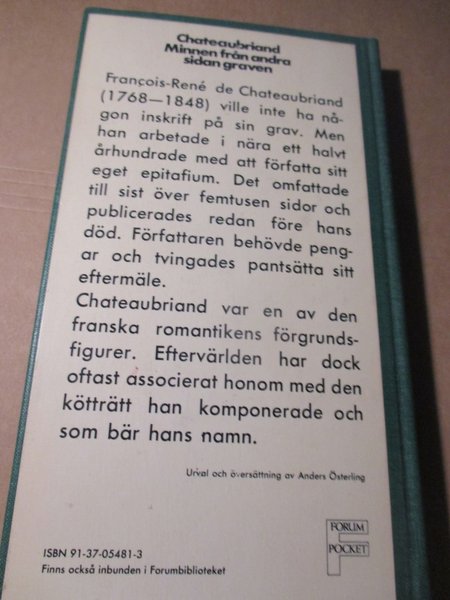 Chateaubriand
Minnen från andra
sidan graven
François-René de Chateaubriand
(1768—1848) ville inte ha nå-
gon inskrift på sin grav. Men
han arbetade i nära ett halvt
århundrade med att författa sitt
eget epitafium. Det omfattade
till sist över femtusen sidor och
publicerades redan före hans
död. Författaren behövde peng-
ar och tvingades pantsätta sitt
eftermäle.
Chateaubriand var en av den
franska romantikens förgrunds-
figurer. Eftervärlden har dock
oftast associerat honom med den
kötträtt han komponerade och
som bär hans namn.
Urval och översättning av Anders Österling
FORUM
POCKET
ISBN 91-37-05481-3
Finns också inbunden i Forumbiblioteket